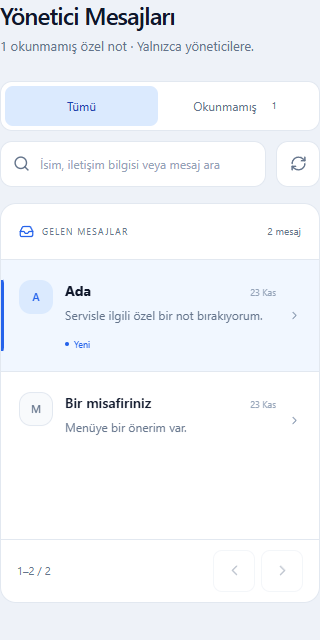 Yönetici Mesajları
1 okunmamış özel not · Yalnızca yöneticilere.
Tümü
Okunmamış 1
İsim, iletişim bilgisi veya mesaj ara
GELEN MESAJLAR
2 mesaj
A
Ada
23 Kas
Servisle ilgili özel bir not bırakıyorum.
Yeni
M
Bir misafiriniz
23 Kas
Menüye bir önerim var.
1–2 / 2